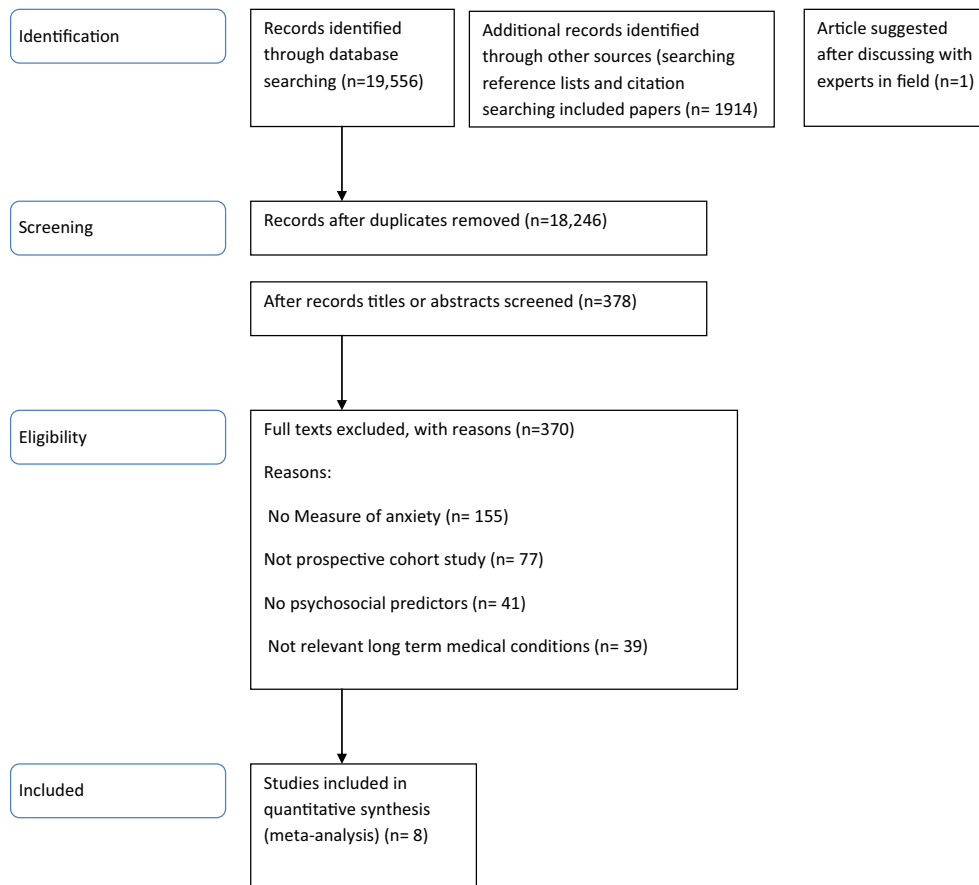 Identification
Records identified
through database
searching (n=19,556)
Additional records identified
through other sources (searching
reference lists and citation
searching included papers (n= 1914)
Article suggested
after discussing with
experts in field (n=1)
Screening
Records after duplicates removed (n=18,246)
After records titles or abstracts screened (n=378)
Eligibility
Full texts excluded, with reasons (n=370)
Reasons:
No Measure of anxiety (n= 155)
Not prospective cohort study (n= 77)
No psychosocial predictors (n= 41)
Not relevant long term medical conditions (n= 39)
Included
Studies included in
quantitative synthesis
(meta-analysis) (n= 8)